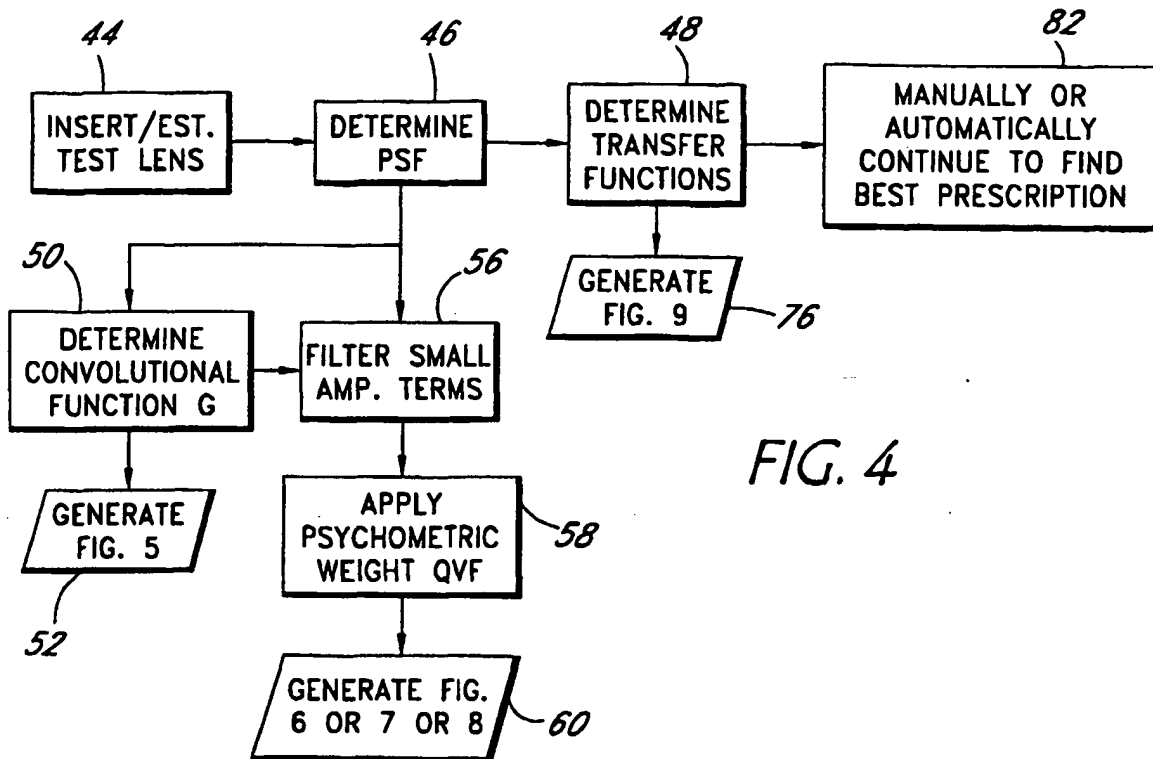 44
46
48
82
INSERT/EST.
TEST LENS
DETERMINE
PSF
DETERMINE
TRANSFER
FUNCTIONS
MANUALLY OR
AUTOMATICALLY
CONTINUE TO FIND
BEST PRESCRIPTION
50
56
GENERATE
FIG. 9
76
DETERMINE
CONVOLUTIONAL
FUNCTION G
FILTER SMALL
AMP. TERMS
FIG. 4
GENERATE
FIG. 5
52
APPLY
PSYCHOMETRIC
WEIGHT QVF
58
GENERATE FIG.
6 OR 7 OR 8
60